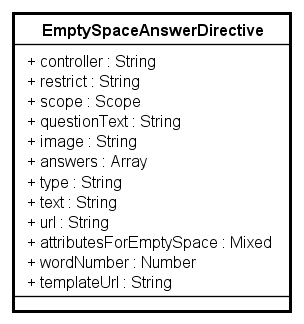 EmptySpaceAnswerDirective
+ controller : String
+ restrict : String
+ scope : Scope
+ questionText : String
+ image : String
+ answers : Array
+ type : String
+ text : String
+ url : String
+ attributesForEmptySpace : Mixed
+ wordNumber : Number
+ templateUrl : String